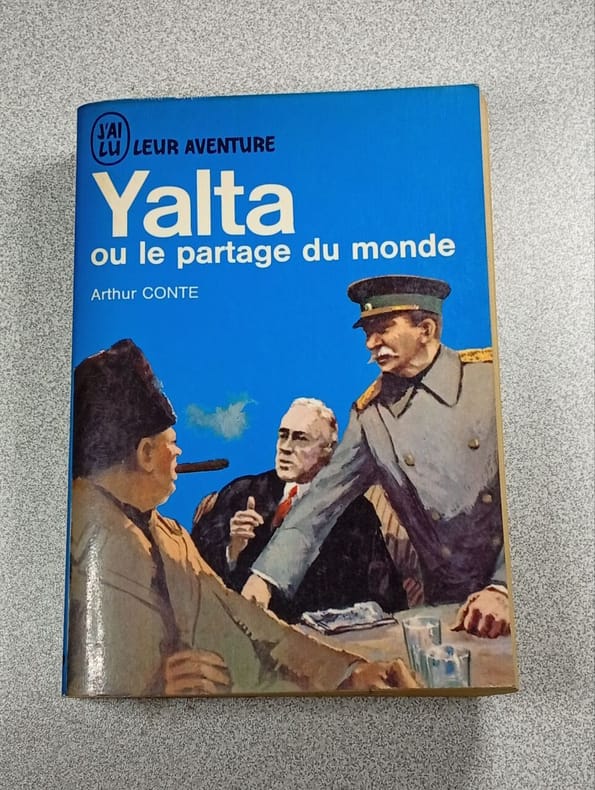 J'AI
LU
LEUR AVENTURE
Yalta
ou le partage du monde
Arthur CONTE